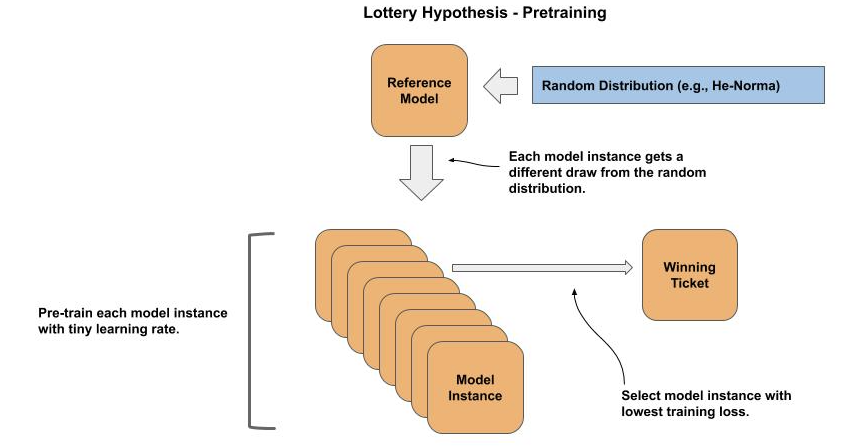 Lottery Hypothesis - Pretraining
Reference
Model
Random Distribution (e.g., He-Norma)
Each model instance gets a
different draw from the random
distribution.
Winning
Ticket
Pre-train each model instance
with tiny learning rate.
Model
Instance
Select model instance with
lowest training loss.